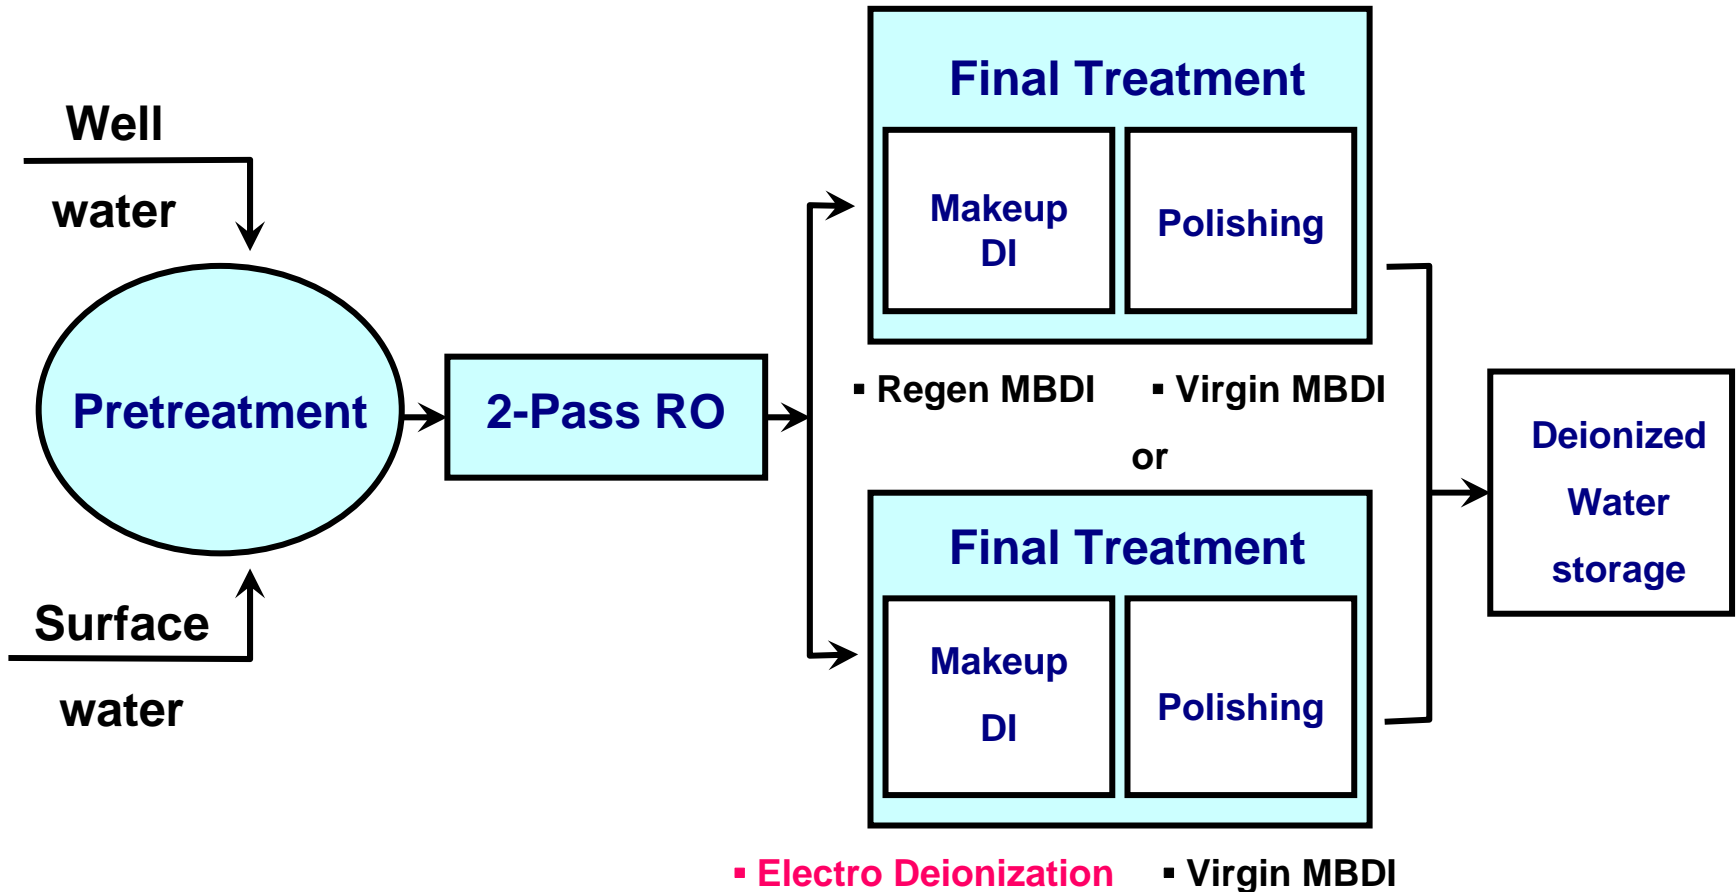 Well
water
Pretreatment
Surface
water
2-Pass RO
Final Treatment
Makeup
DI
Polishing
▪ Regen MBDI
▪ Virgin MBDI
or
Final Treatment
Makeup
DI
Polishing
▪ Electro Deionization
▪ Virgin MBDI
Deionized
Water
storage